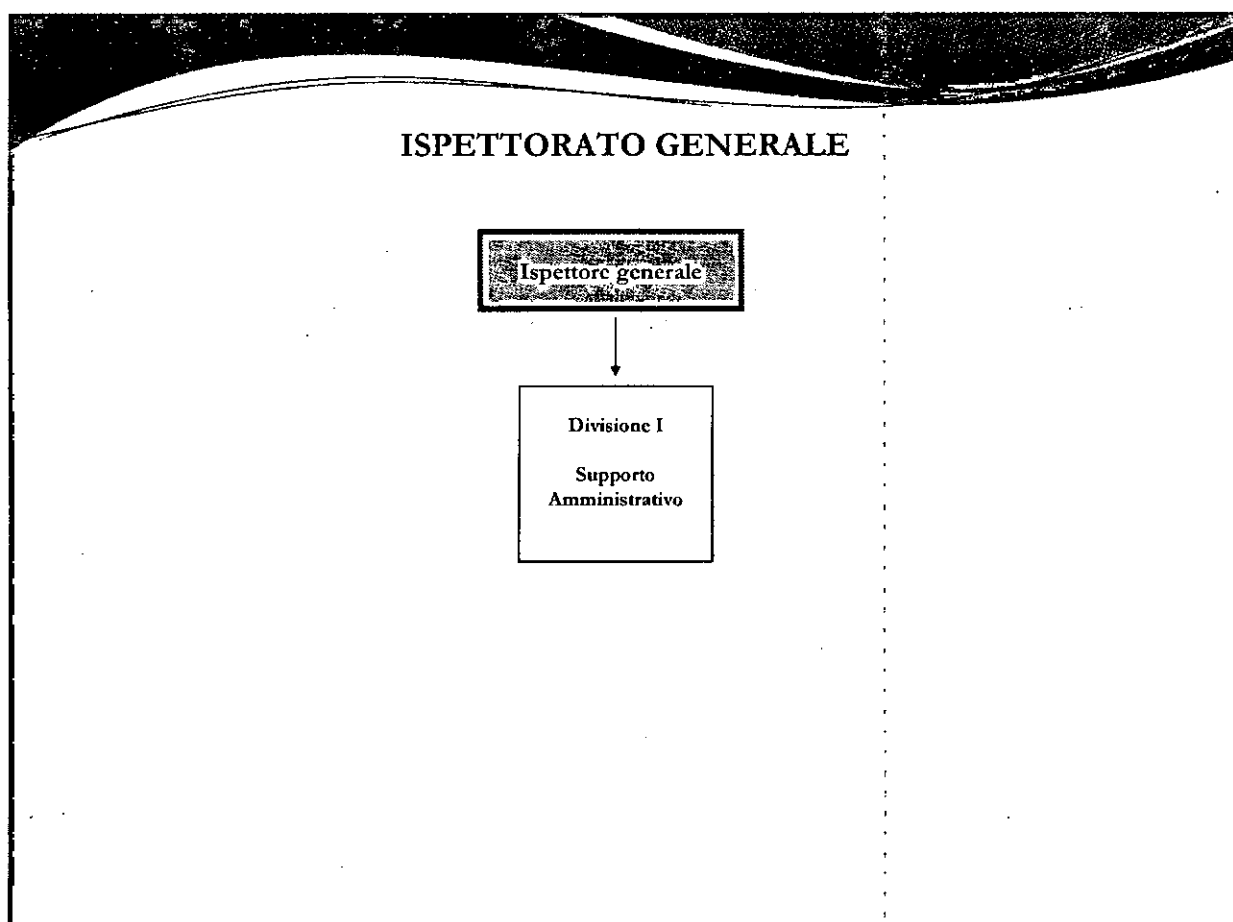 ISPETTORATO GENERALE
Ispettore generale
Divisione I
Supporto
Amministrativo